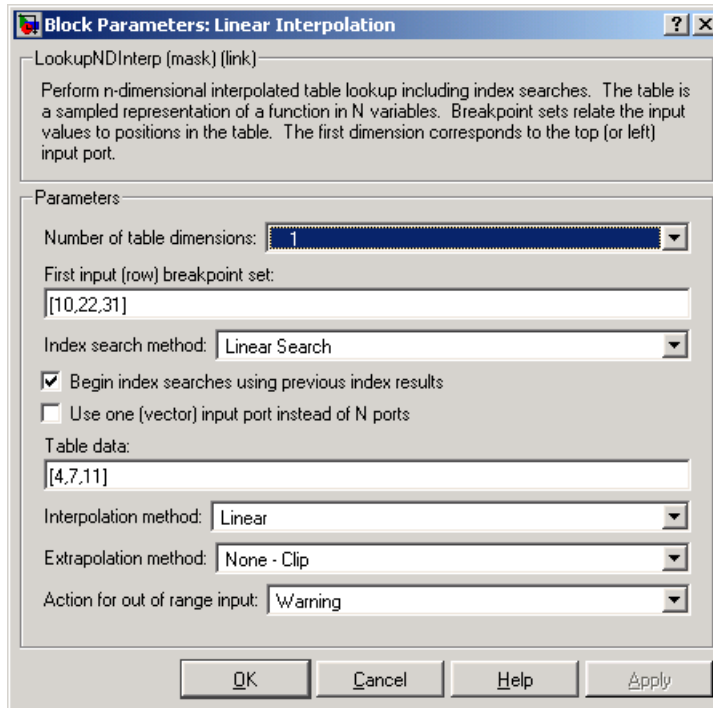 Block Parameters: Linear Interpolation
LookupNDInterp (mask) (link)
Perform n-dimensional interpolated table lookup including index searches. The table is
a sampled representation of a function in N variables. Breakpoint sets relate the input
values to positions in the table. The first dimension corresponds to the top (or left)
input port.
Parameters
Number of table dimensions: 1
First input (row) breakpoint set:
[10,22,31]
Index search method: Linear Search
Begin index searches using previous index results
Use one (vector) input port instead of N ports
Table data:
[4,7,11]
Interpolation method: Linear
Extrapolation method: None - Clip
Action for out of range input: Warning
OK Cancel Help Apply